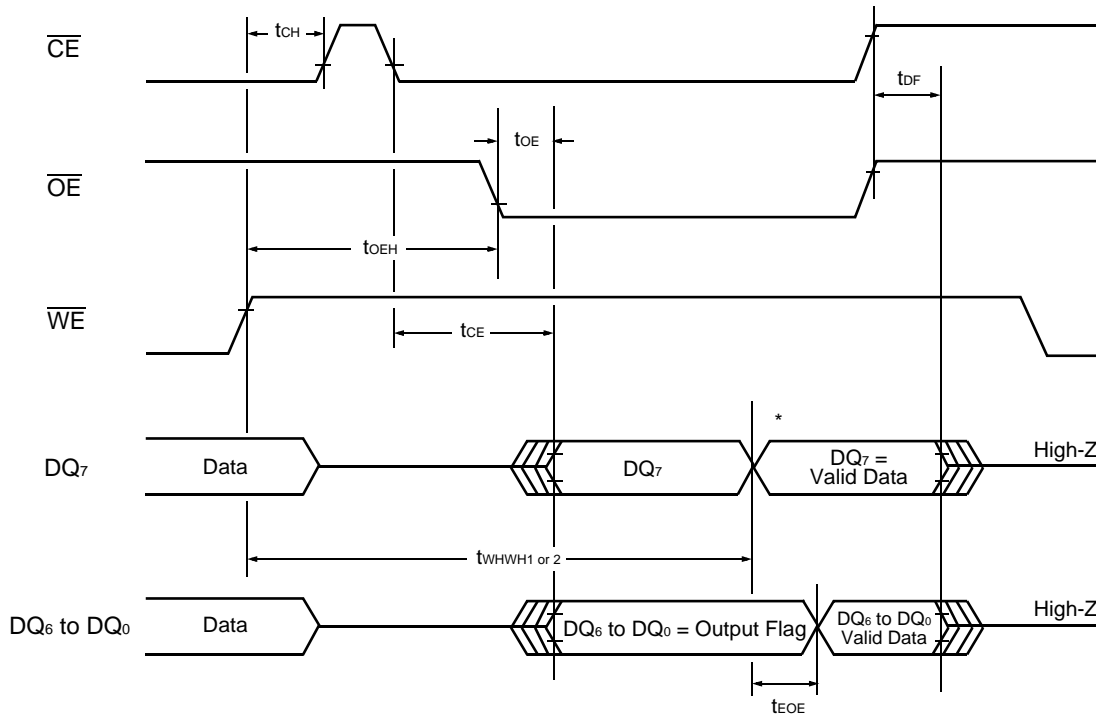 tCH
CE
tDF
tOE
OE
tOEH
WE
tCE
*
DQ7
Data
DQ7
DQ7 =
Valid Data
High-Z
tWHWH1 or 2
DQ6 to DQ0
Data
DQ6 to DQ0 = Output Flag
DQ6 to DQ0
Valid Data
High-Z
tEOE